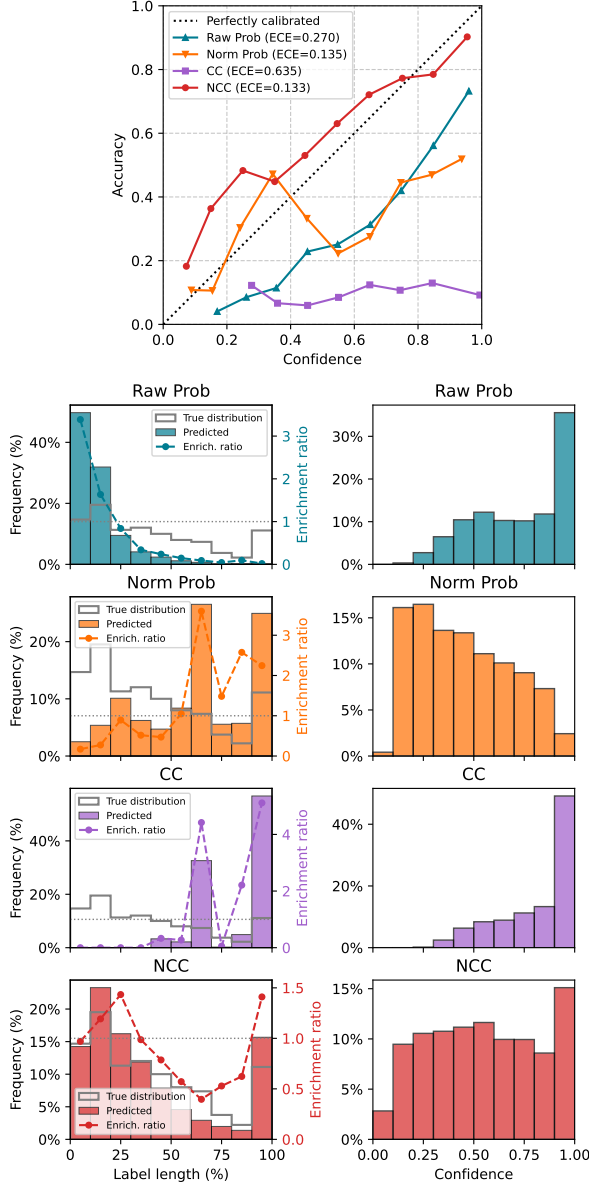 1.0
0.8
0.6
0.4
0.2
0.0
Accuracy
Perfectly calibrated
Raw Prob (ECE=0.270)
Norm Prob (ECE=0.135)
CC (ECE=0.635)
NCC (ECE=0.133)
0.0 0.2 0.4 0.6 0.8 1.0
Confidence
Raw Prob
Frequency (%)
40%
20%
0%
True distribution
Predicted
Enrich. ratio
3
2
1
0
Enrichment ratio
Raw Prob
30%
20%
10%
0%
Norm Prob
Frequency (%)
20%
10%
0%
True distribution
Predicted
Enrich. ratio
3
2
1
0
Enrichment ratio
Norm Prob
15%
10%
5%
0%
CC
Frequency (%)
40%
20%
0%
True distribution
Predicted
Enrich. ratio
4
2
0
Enrichment ratio
CC
40%
20%
0%
NCC
Frequency (%)
20%
15%
10%
5%
0%
True distribution
Predicted
Enrich. ratio
1.5
1.0
0.5
0.0
Enrichment ratio
0 25 50 75 100
Label length (%)
NCC
15%
10%
5%
0%
0.00 0.25 0.50 0.75 1.00
Confidence